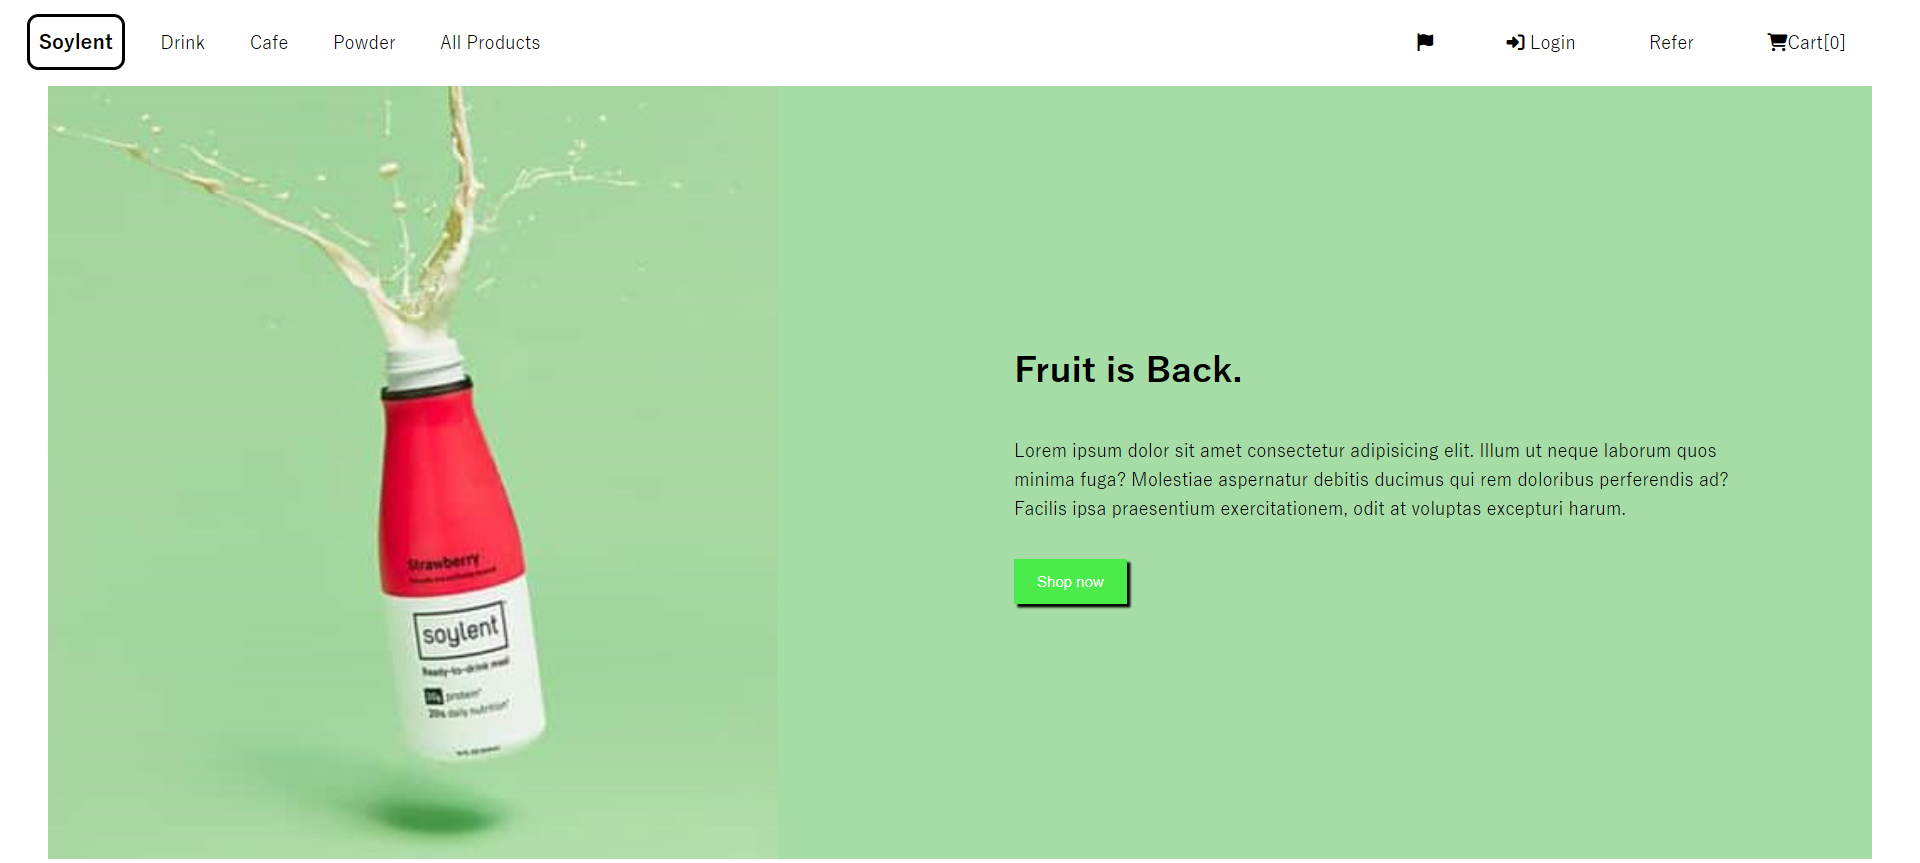 Soylent
Drink
Cafe
Powder
All Products
Login
Refer
Cart[0]
Fruit is Back.
Lorem ipsum dolor sit amet consectetur adipisicing elit. Illum ut neque laborum quos
minima fuga? Molestiae aspernatur debitis ducimus qui rem doloribus perferendis ad?
Facilis ipsa praesentium exercitationem, odit at voluptas excepturi harum.
Shop now
Strawberry
soylent
Ready-to-drink meal
protein*
20% daily nutrition*